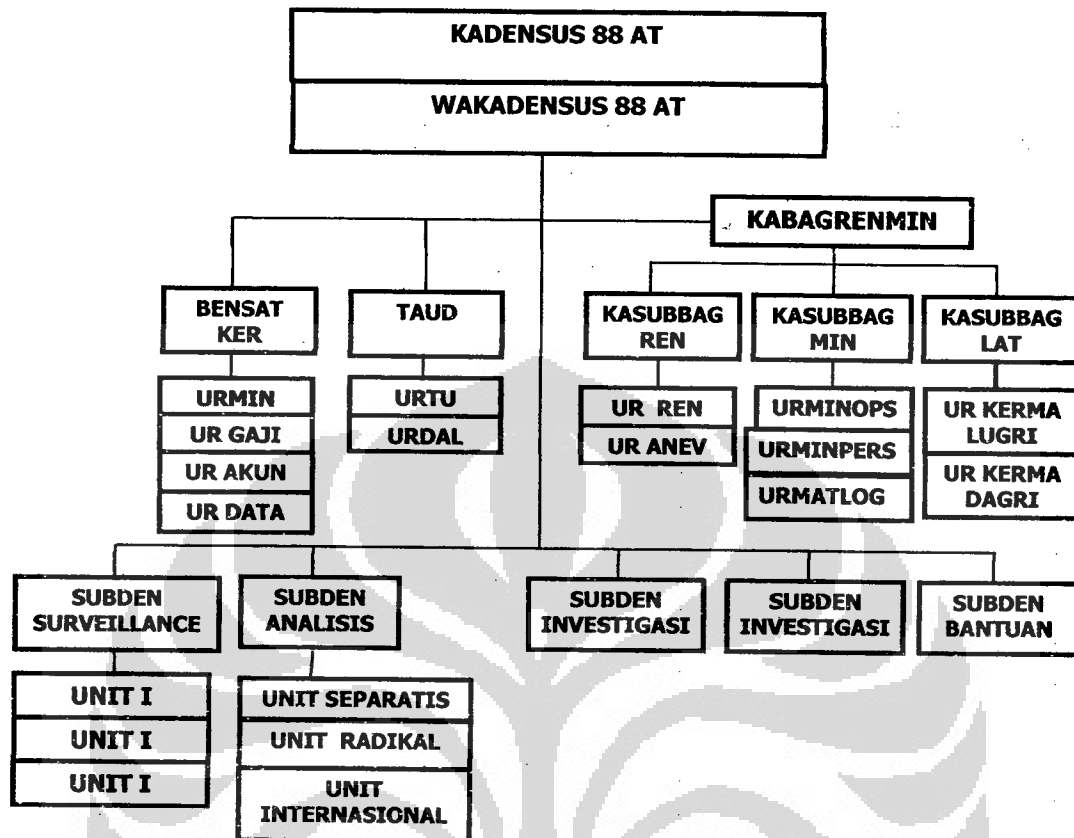 KADENSUS 88 AT
WAKADENSUS 88 AT
KABAGRENMIN
BENSAT
KER
TAUD
KASUBBAG
REN
KASUBBAG
MIN
KASUBBAG
LAT
URMIN
UR GAJI
UR AKUN
UR DATA
URTU
URDAL
UR REN
UR ANEV
URMINOPS
URMINPERS
URMATLOG
UR KERMA
LUGRI
UR KERMA
DAGRI
SUBDEN
SURVEILLANCE
SUBDEN
ANALISIS
SUBDEN
INVESTIGASI
SUBDEN
INVESTIGASI
SUBDEN
BANTUAN
UNIT I
UNIT I
UNIT I
UNIT SEPARATIS
UNIT RADIKAL
UNIT
INTERNASIONAL